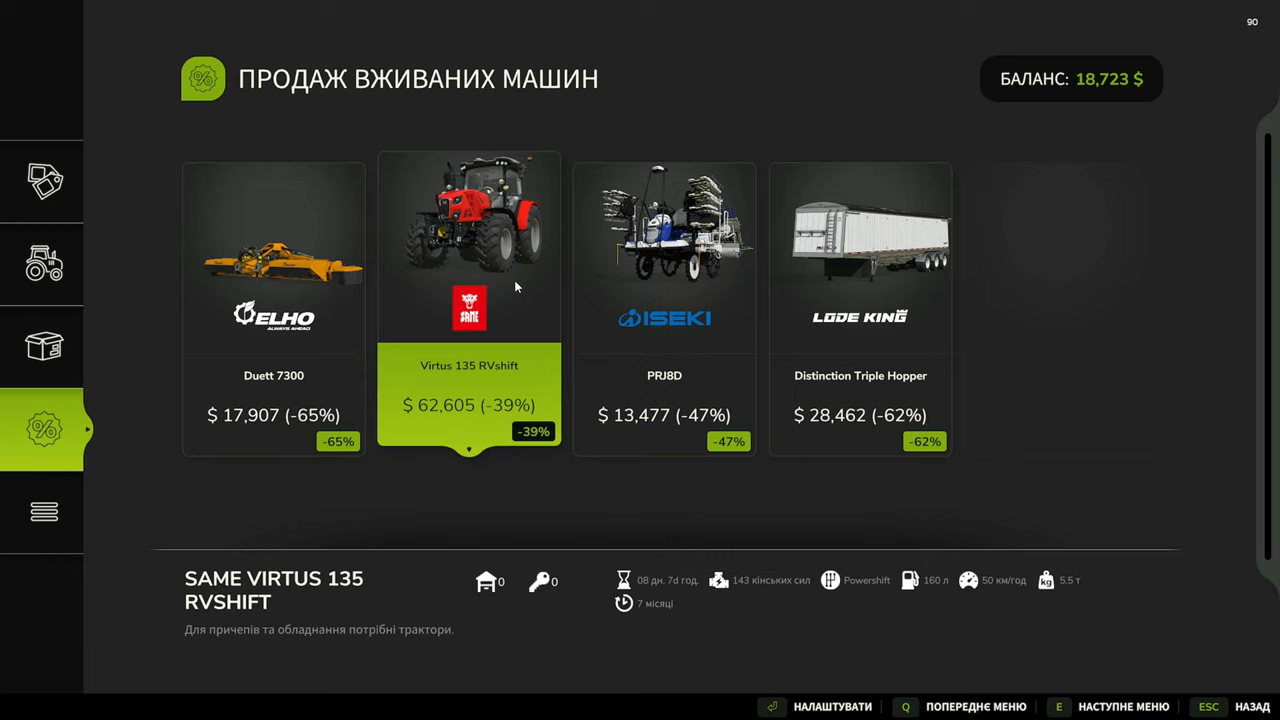 90
ПРОДАЖ ВЖИВАНИХ МАШИН
БАЛАНС: 18,723 $
ELHO
ALWAYS AHEAD
Duett 7300
$ 17,907 (-65%)
-65%
SAME
Virtus 135 RVshift
$ 62,605 (-39%)
-39%
ISEKI
PRJ8D
$ 13,477 (-47%)
-47%
LODE KING
Distinction Triple Hopper
$ 28,462 (-62%)
-62%
SAME VIRTUS 135
RVSHIFT
0
0
08 дн. 7d год.
143 кінських сил
Powershift
160 л
50 км/год
kg
5.5 т
7 місяці
Для причепів та обладнання потрібні трактори.
НАЛАШТУВАТИ
Q ПОПЕРЕДНЄ МЕНЮ
E НАСТУПНЕ МЕНЮ
ESC НАЗАД